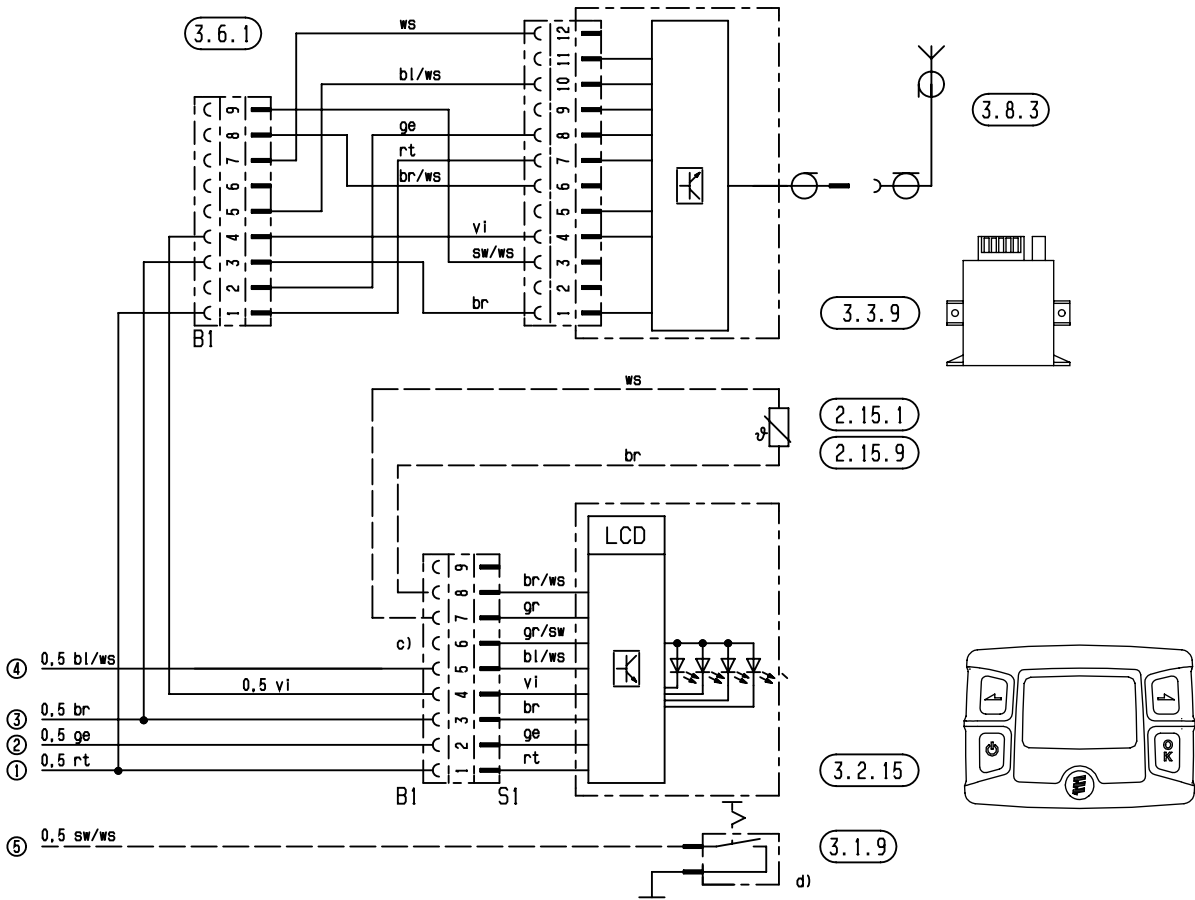 3.6.1
ws
12
11
bl/ws
10
3.8.3
9
9
8
ge
8
7
rt
7
6
br/ws
6
5
5
4
vi
4
3
sw/ws
3
2
2
1
br
1
3.3.9
B1
ws
2.15.1
ϑ
br
2.15.9
LCD
9
8
br/ws
7
gr
c)
6
gr/sw
④ 0,5 bl/ws
5
bl/ws
0,5 vi
4
vi
③ 0,5 br
3
br
② 0,5 ge
2
ge
① 0,5 rt
1
rt
OK
3.2.15
B1
S1
⑤ 0,5 sw/ws
3.1.9
d)